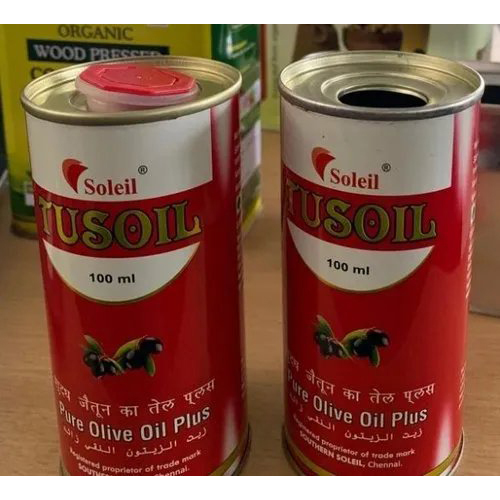 ORGANIC
WOOD PRESSED
Soleil®
TUSOIL
100 ml
जैतून का तेल पूलस
Pure Olive Oil Plus
زيت الزيتون النقي
Registered proprietor of trade mark
SOUTHERN SOLEIL, Chennai.
Soleil®
TUSOIL
100 ml
जैतून का तेल पूलस
Pure Olive Oil Plus
زيت الزيتون النقي
Registered proprietor of trade mark
SOUTHERN SOLEIL, Chennai.